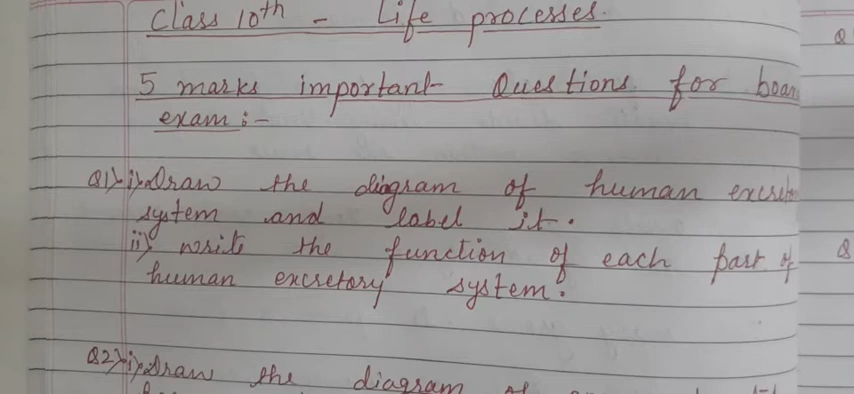 Class 10th - Life processes.
5 marks important Questions for boar
exam :-
Q1) i) Draw the diagram of human excreto
system and label it.
ii) write the function of each part of
human excretory system.
Q2) i) Draw the diagram of
Q
Q